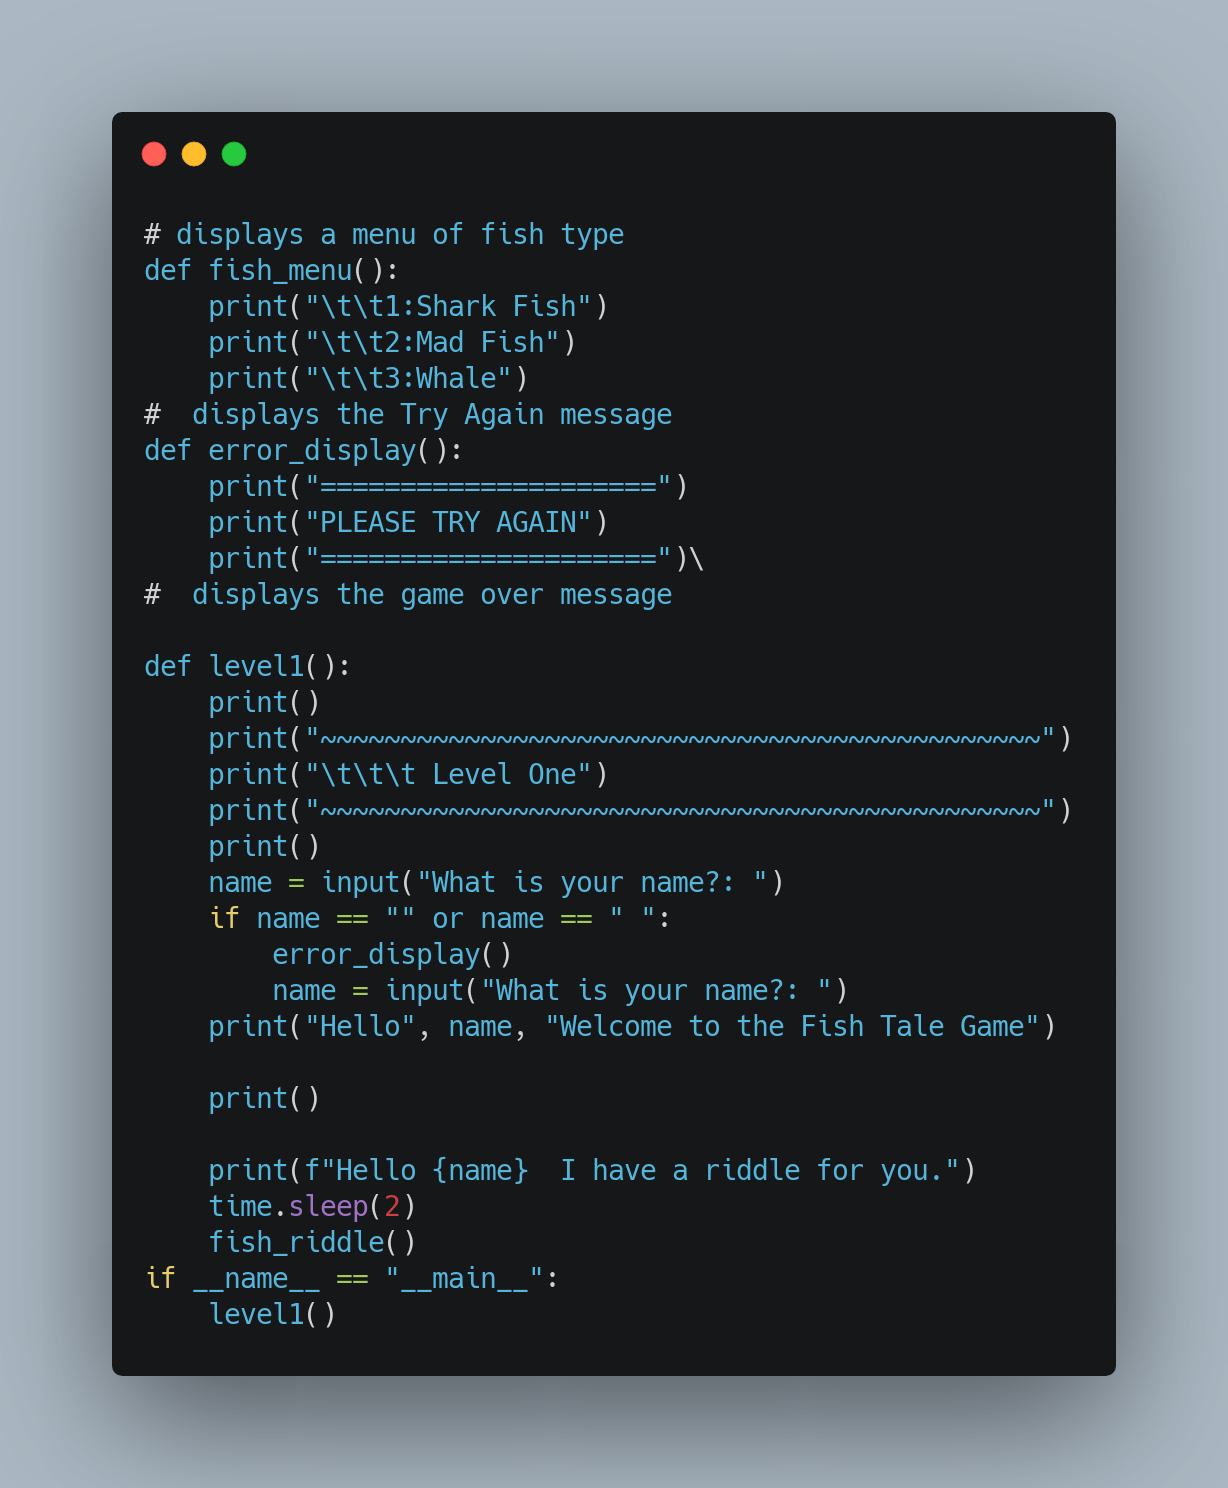 # displays a menu of fish type
def fish_menu():
    print("\t\t1:Shark Fish")
    print("\t\t2:Mad Fish")
    print("\t\t3:Whale")
#  displays the Try Again message
def error_display():
    print("=====================")
    print("PLEASE TRY AGAIN")
    print("=====================")\
#  displays the game over message

def level1():
    print()
    print("~~~~~~~~~~~~~~~~~~~~~~~~~~~~~~~~~~~~~~~~~~~~~")
    print("\t\t\t Level One")
    print("~~~~~~~~~~~~~~~~~~~~~~~~~~~~~~~~~~~~~~~~~~~~~")
    print()
    name = input("What is your name?: ")
    if name == "" or name == " ":
        error_display()
        name = input("What is your name?: ")
    print("Hello", name, "Welcome to the Fish Tale Game")

    print()

    print(f"Hello {name}  I have a riddle for you.")
    time.sleep(2)
    fish_riddle()
if __name__ == "__main__":
    level1()